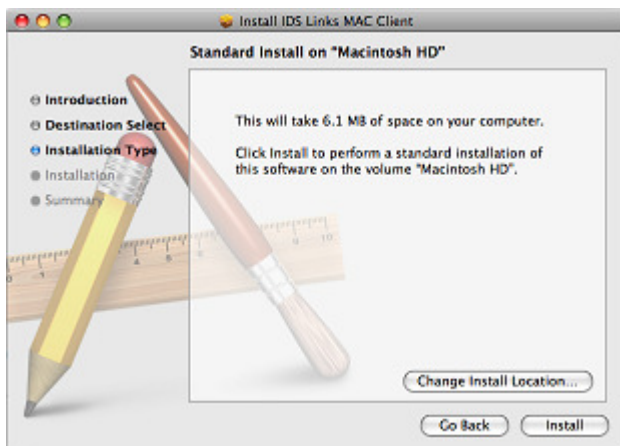 Install IDS Links MAC Client
Standard Install on "Macintosh HD"
Introduction
Destination Select
Installation Type
Installation
Summary
This will take 6.1 MB of space on your computer.
Click Install to perform a standard installation of
this software on the volume "Macintosh HD".
Change Install Location...
Go Back
Install